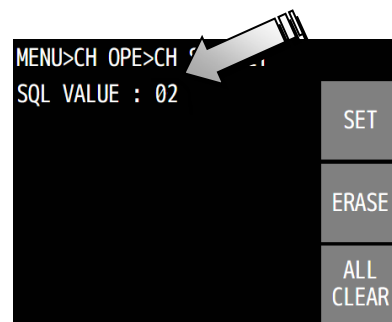 MENU>CH OPE>CH
SQL VALUE : 02
SET
ERASE
ALL
CLEAR